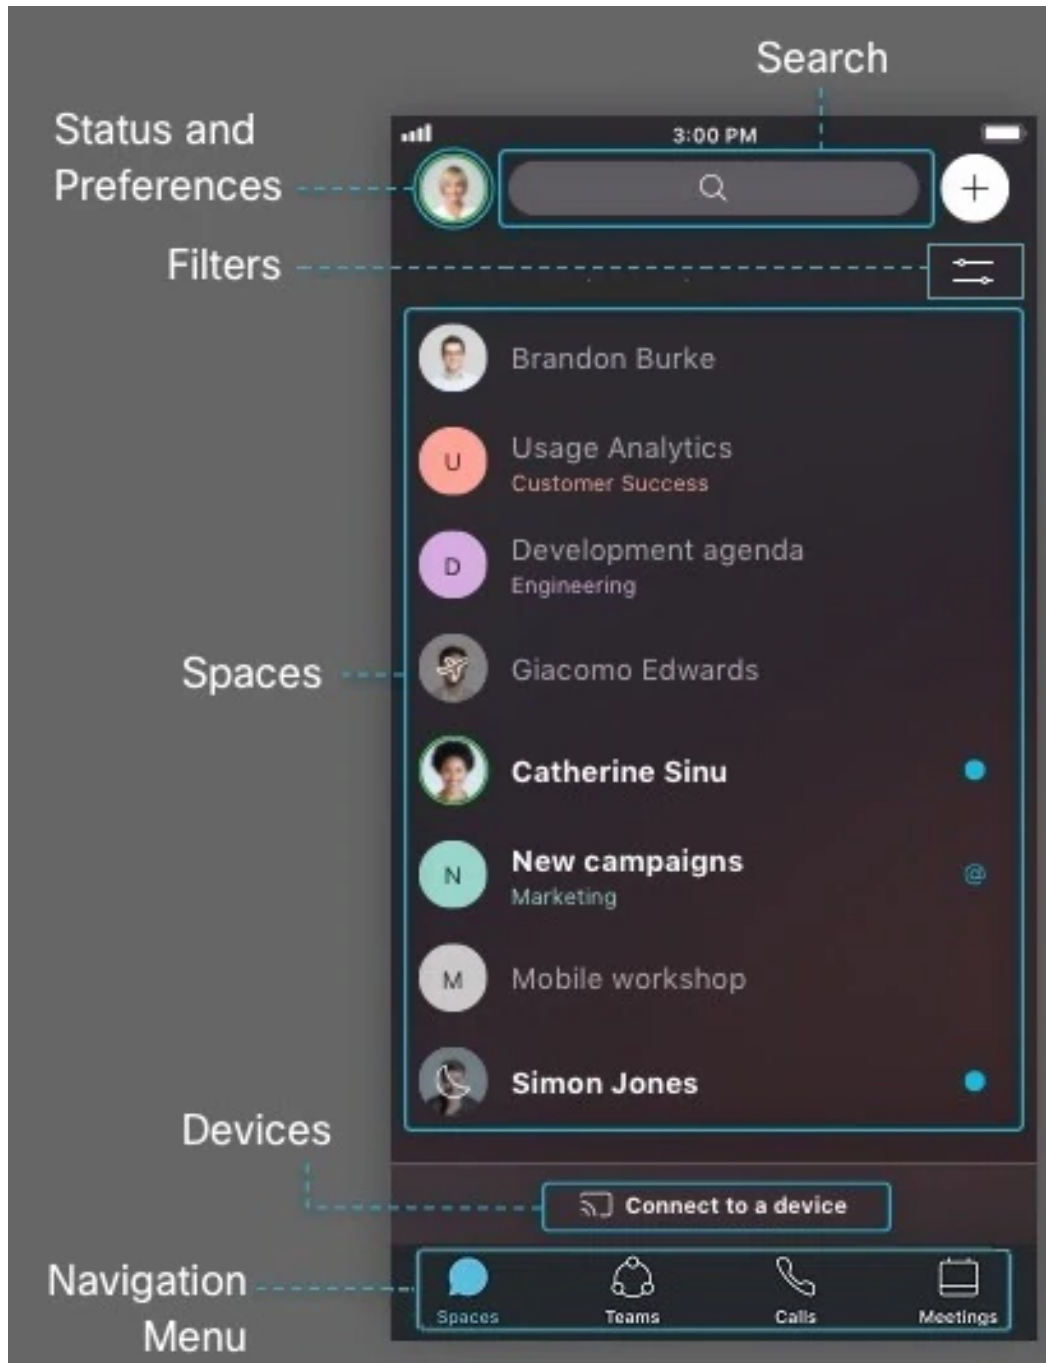 Search
Status and
Preferences
3:00 PM
Filters
Brandon Burke
U
Usage Analytics
Customer Success
D
Development agenda
Engineering
Spaces
Giacomo Edwards
Catherine Sinu
N
New campaigns
Marketing
@
M
Mobile workshop
Simon Jones
Devices
Connect to a device
Navigation
Menu
Spaces
Teams
Calls
Meetings